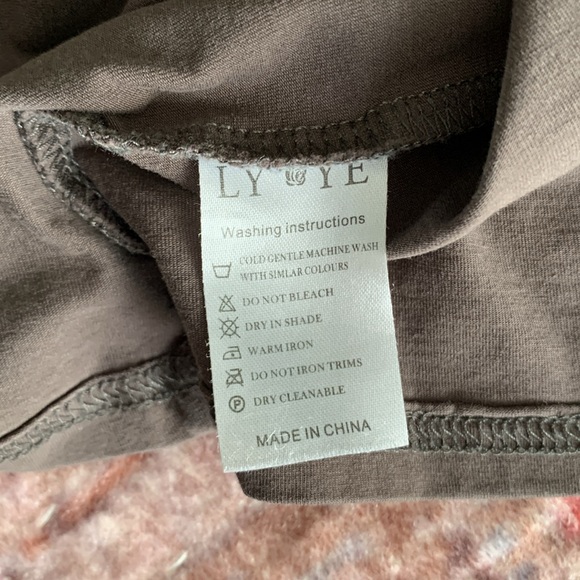 LY YE
Washing instructions
COLD GENTLE MACHINE WASH
WITH SIMLAR COLOURS
DO NOT BLEACH
DRY IN SHADE
WARM IRON
DO NOT IRON TRIMS
P DRY CLEANABLE
MADE IN CHINA